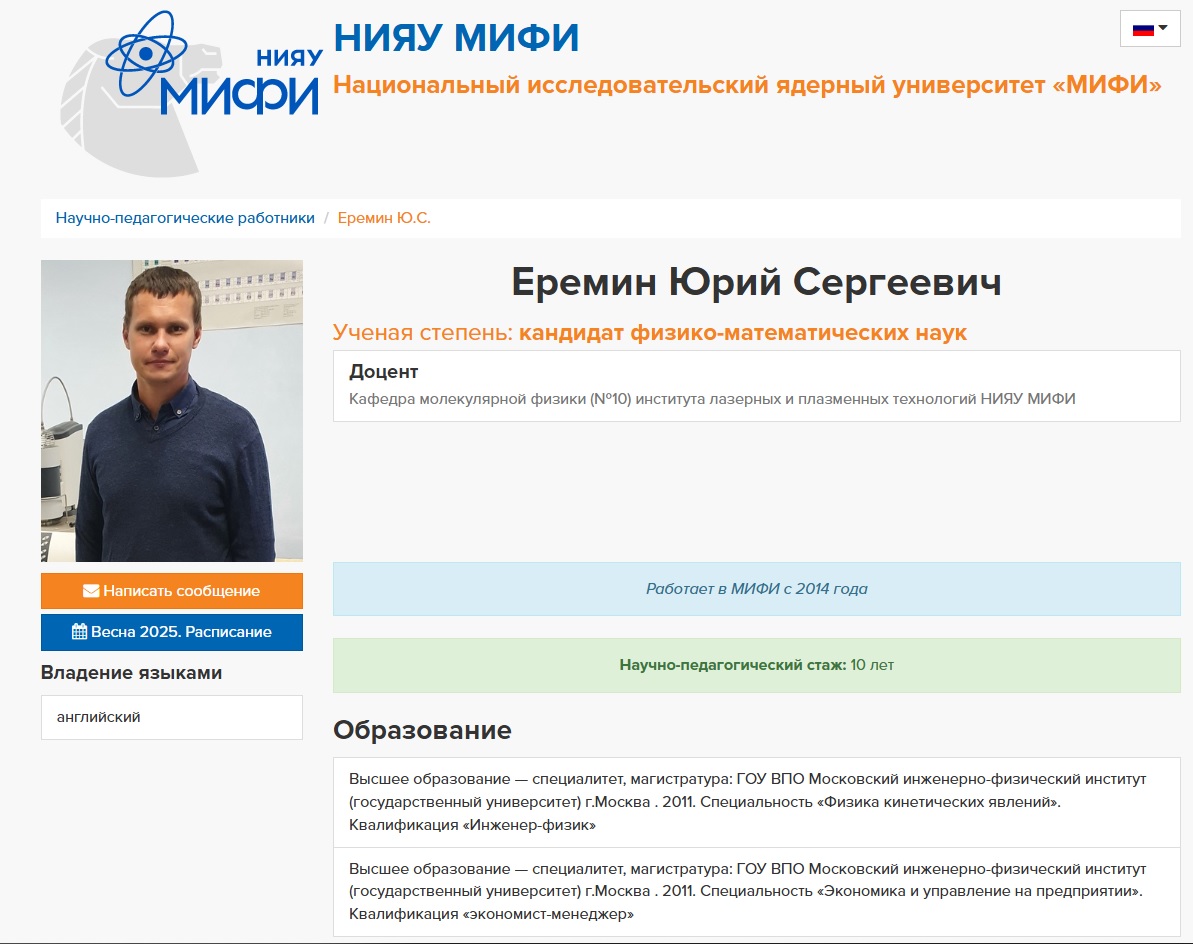 НИЯУ
МИФИ
НИЯУ МИФИ
Национальный исследовательский ядерный университет «МИФИ»
Научно-педагогические работники / Еремин Ю.С.
Еремин Юрий Сергеевич
Ученая степень: кандидат физико-математических наук
Доцент
Кафедра молекулярной физики (№10) института лазерных и плазменных технологий НИЯУ МИФИ
Написать сообщение
Весна 2025. Расписание
Владение языками
английский
Работает в МИФИ с 2014 года
Научно-педагогический стаж: 10 лет
Образование
Высшее образование — специалитет, магистратура: ГОУ ВПО Московский инженерно-физический институт
(государственный университет) г.Москва . 2011. Специальность «Физика кинетических явлений».
Квалификация «Инженер-физик»
Высшее образование — специалитет, магистратура: ГОУ ВПО Московский инженерно-физический институт
(государственный университет) г.Москва . 2011. Специальность «Экономика и управление на предприятии».
Квалификация «экономист-менеджер»